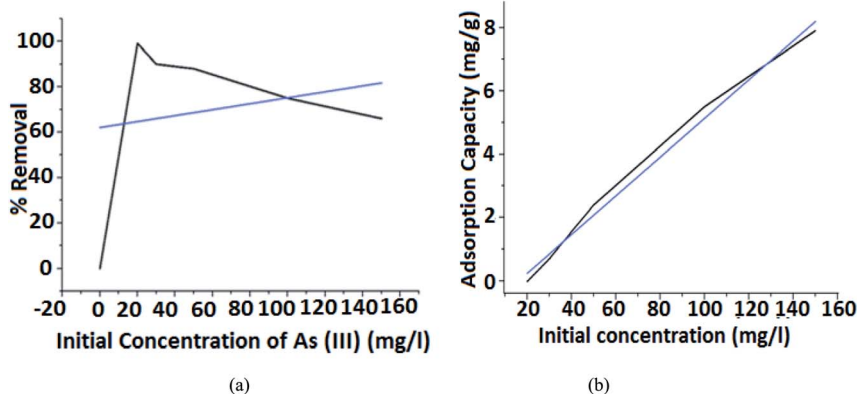 % Removal
100
80
60
40
20
0
-20 0 20 40 60 80 100 120 140 160
Initial Concentration of As (III) (mg/l)
(a)
Adsorption Capacity (mg/g)
8
6
4
2
0
20 40 60 80 100 120 140 160
Initial concentration (mg/l)
(b)